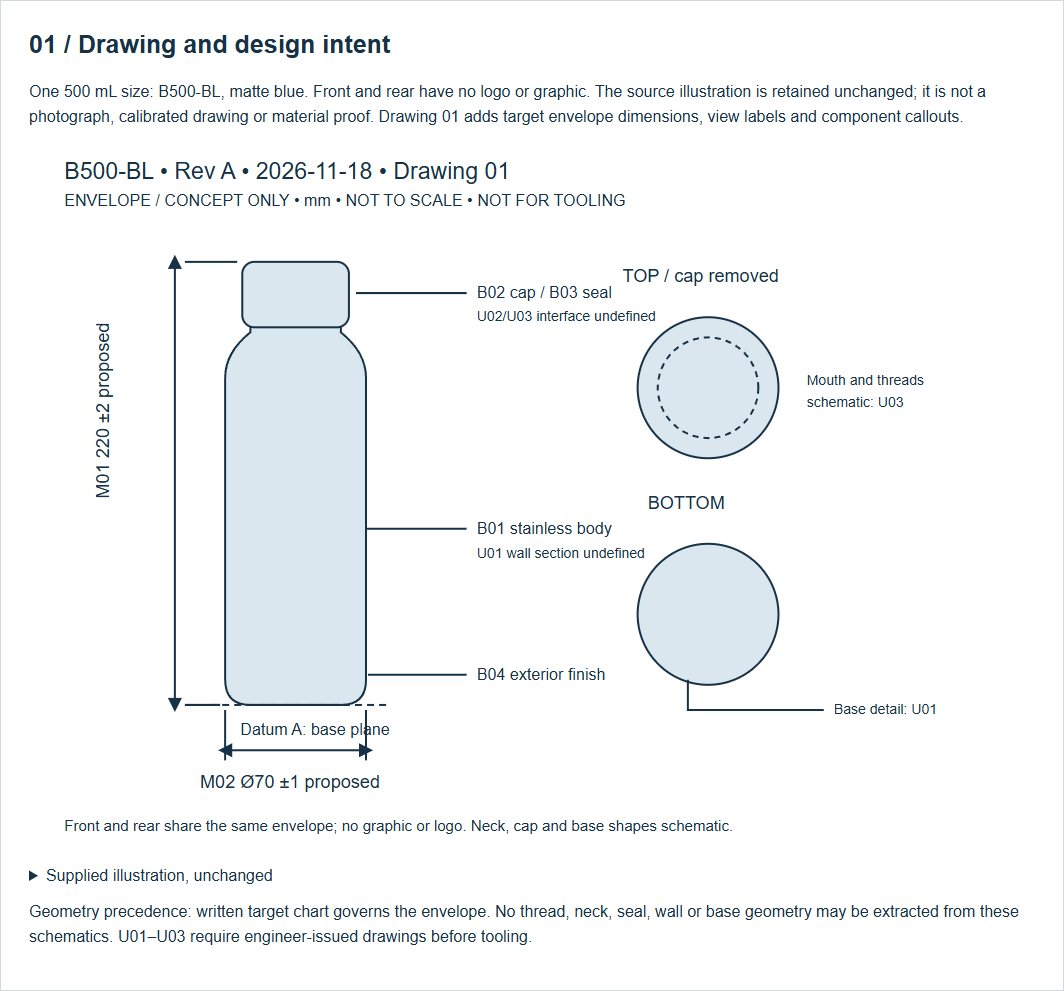 01 / Drawing and design intent
One 500 mL size: B500-BL, matte blue. Front and rear have no logo or graphic. The source illustration is retained unchanged; it is not a
photograph, calibrated drawing or material proof. Drawing 01 adds target envelope dimensions, view labels and component callouts.
B500-BL • Rev A • 2026-11-18 • Drawing 01
ENVELOPE / CONCEPT ONLY • mm • NOT TO SCALE • NOT FOR TOOLING
TOP / cap removed
B02 cap / B03 seal
U02/U03 interface undefined
M01 220 ±2 proposed
Mouth and threads
schematic: U03
BOTTOM
B01 stainless body
U01 wall section undefined
B04 exterior finish
Base detail: U01
Datum A: base plane
M02 Ø70 ±1 proposed
Front and rear share the same envelope; no graphic or logo. Neck, cap and base shapes schematic.
Supplied illustration, unchanged
Geometry precedence: written target chart governs the envelope. No thread, neck, seal, wall or base geometry may be extracted from these
schematics. U01–U03 require engineer-issued drawings before tooling.